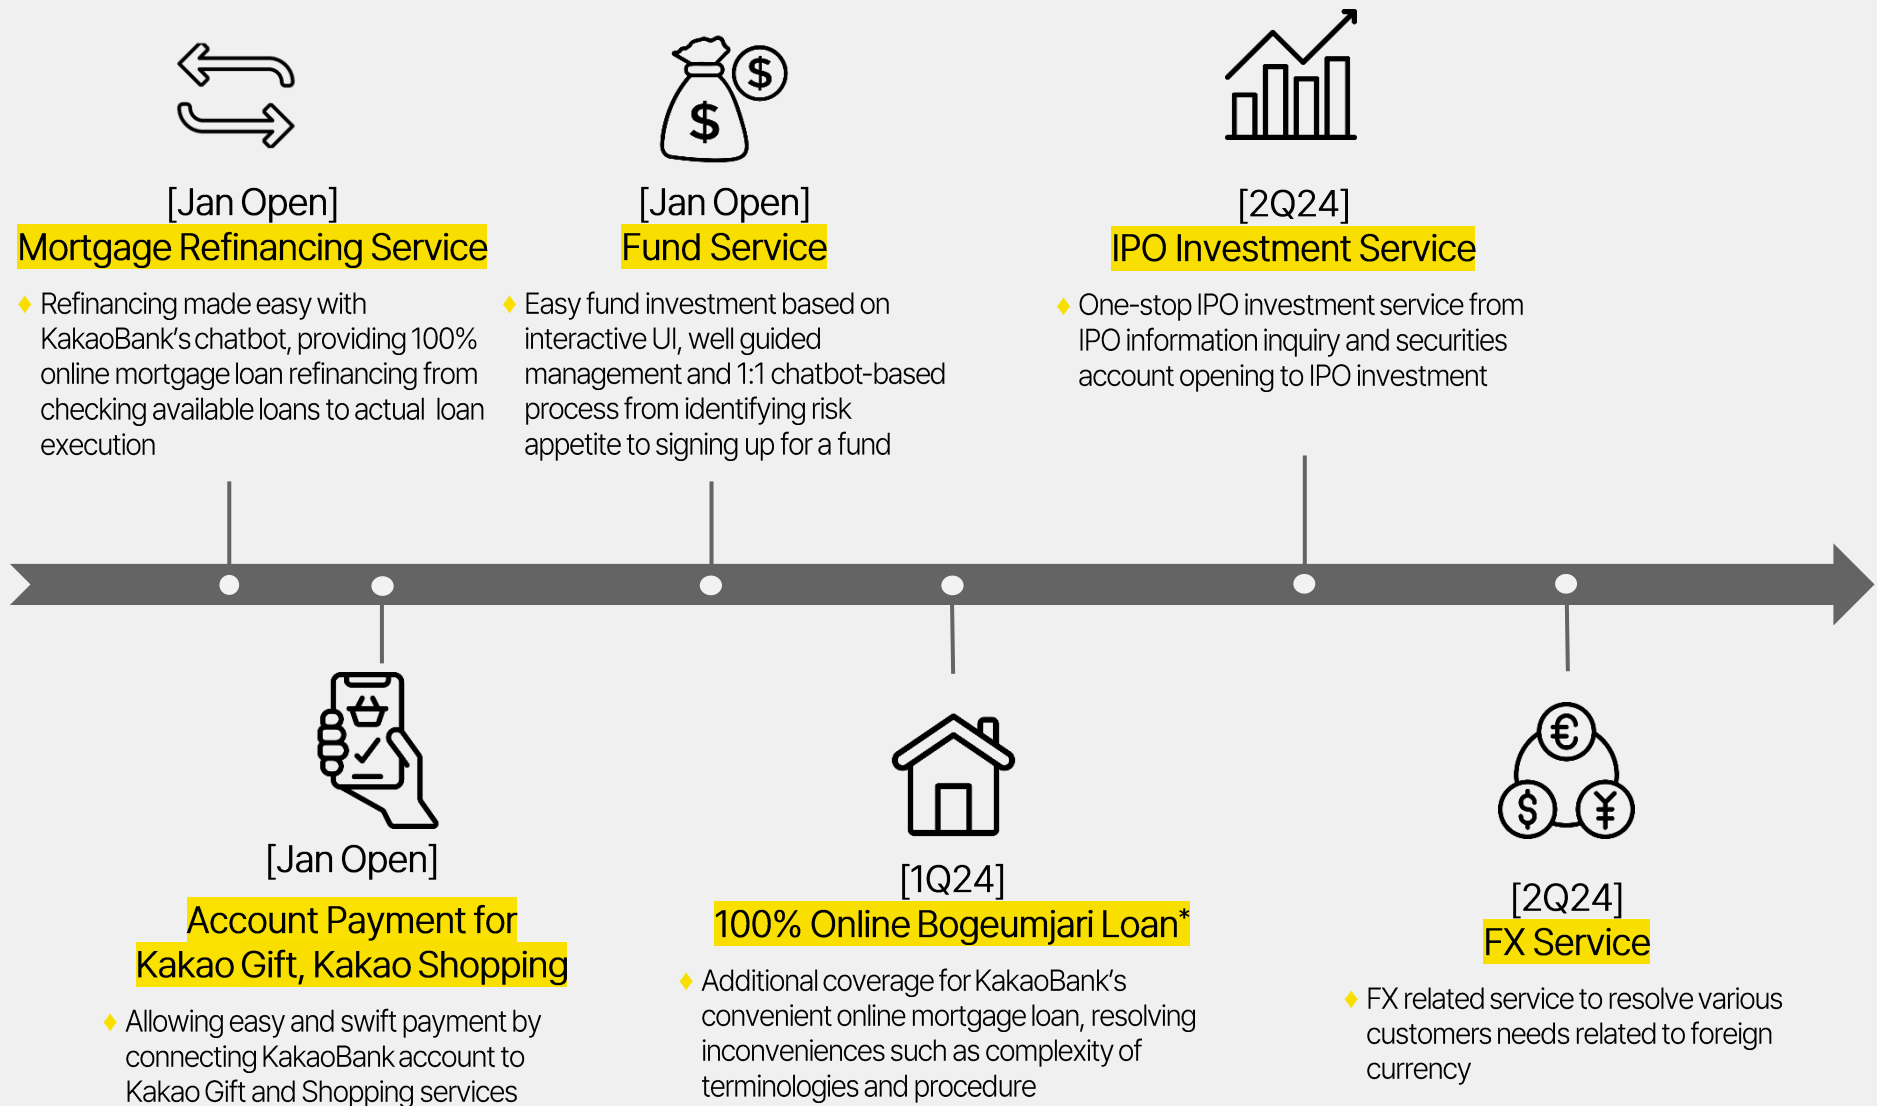 [Jan Open]
Mortgage Refinancing Service
Refinancing made easy with
KakaoBank's chatbot, providing 100%
online mortgage loan refinancing from
checking available loans to actual loan
execution
[Jan Open]
Fund Service
Easy fund investment based on
interactive UI, well guided
management and 1:1 chatbot-based
process from identifying risk
appetite to signing up for a fund
[2Q24]
IPO Investment Service
One-stop IPO investment service from
IPO information inquiry and securities
account opening to IPO investment
[Jan Open]
Account Payment for
Kakao Gift, Kakao Shopping
Allowing easy and swift payment by
connecting KakaoBank account to
Kakao Gift and Shopping services
[1Q24]
100% Online Bogeumjari Loan*
Additional coverage for KakaoBank's
convenient online mortgage loan, resolving
inconveniences such as complexity of
terminologies and procedure
[2Q24]
FX Service
FX related service to resolve various
customers needs related to foreign
currency